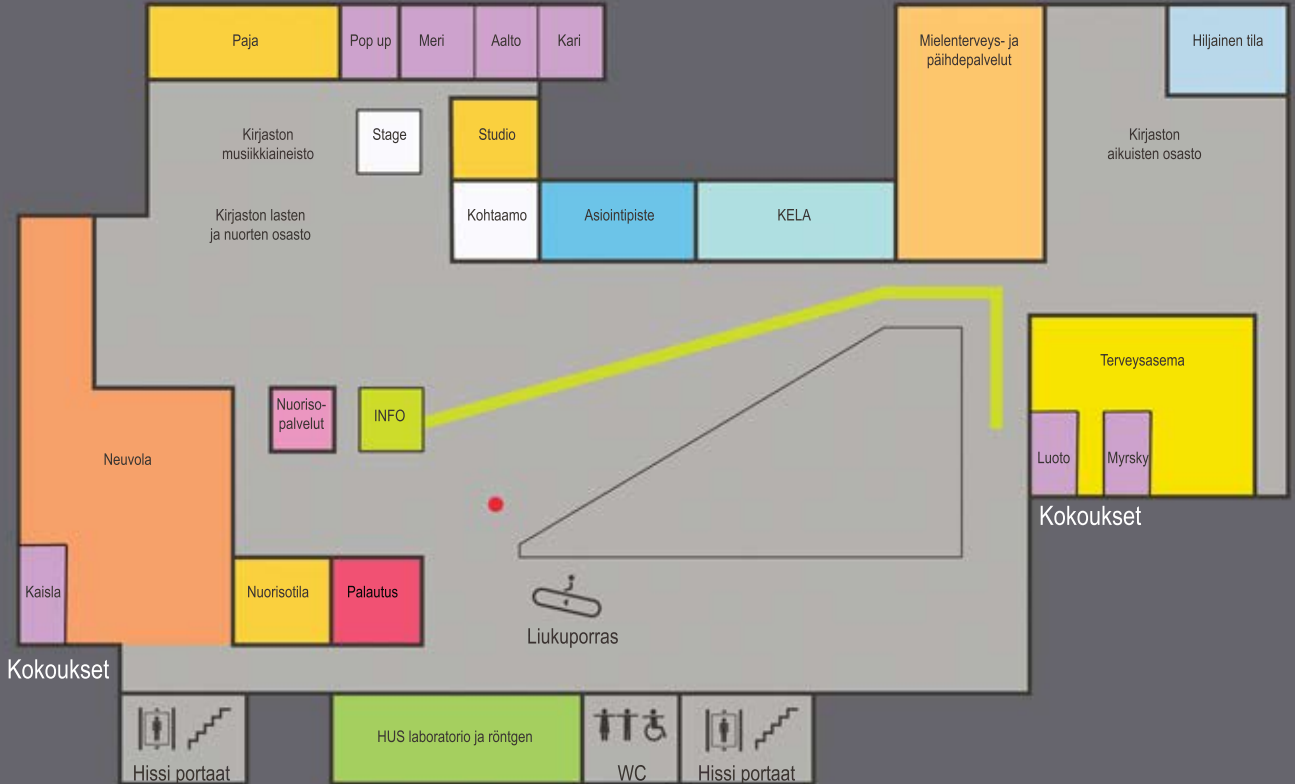 Paja
Pop up
Meri
Aalto
Kari
Mielenterveys- ja
päihdepalvelut
Hiljainen tila
Kirjaston
musiikkiaineisto
Stage
Studio
Kirjaston
aikuisten osasto
Kirjaston lasten
ja nuorten osasto
Kohtaamo
Asiointipiste
KELA
Terveysasema
Nuoriso-
palvelut
INFO
Neuvola
Luoto
Myrsky
Kokoukset
Kaisla
Nuorisotila
Palautus
Liukuporras
Kokoukset
HUS laboratorio ja röntgen
Hissi portaat
WC
Hissi portaat